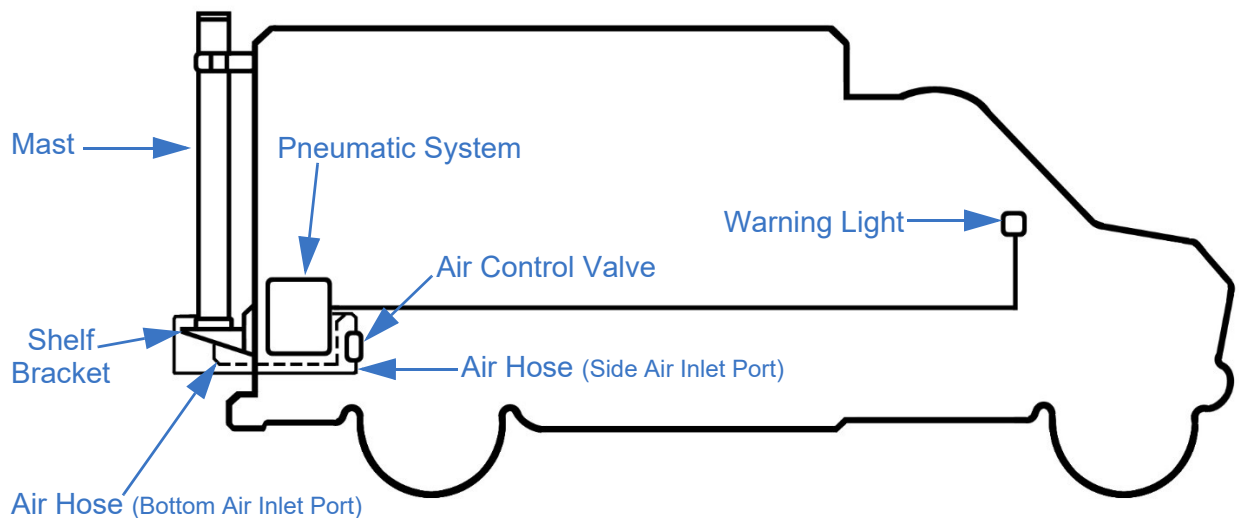 Mast
Pneumatic System
Warning Light
Air Control Valve
Shelf
Bracket
Air Hose (Side Air Inlet Port)
Air Hose (Bottom Air Inlet Port)